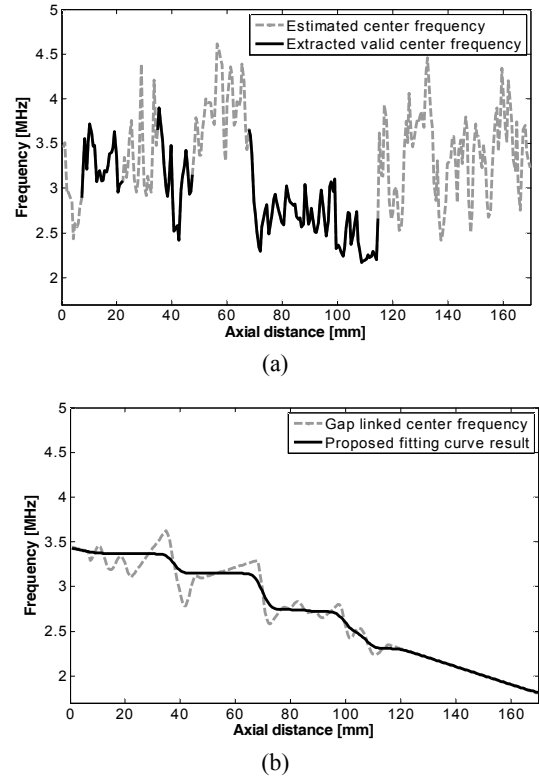 5
4.5
4
3.5
3
2.5
2
Frequency [MHz]
Estimated center frequency
Extracted valid center frequency
0 20 40 60 80 100 120 140 160
Axial distance [mm]
(a)
5
4.5
4
3.5
3
2.5
2
Frequency [MHz]
Gap linked center frequency
Proposed fitting curve result
0 20 40 60 80 100 120 140 160
Axial distance [mm]
(b)